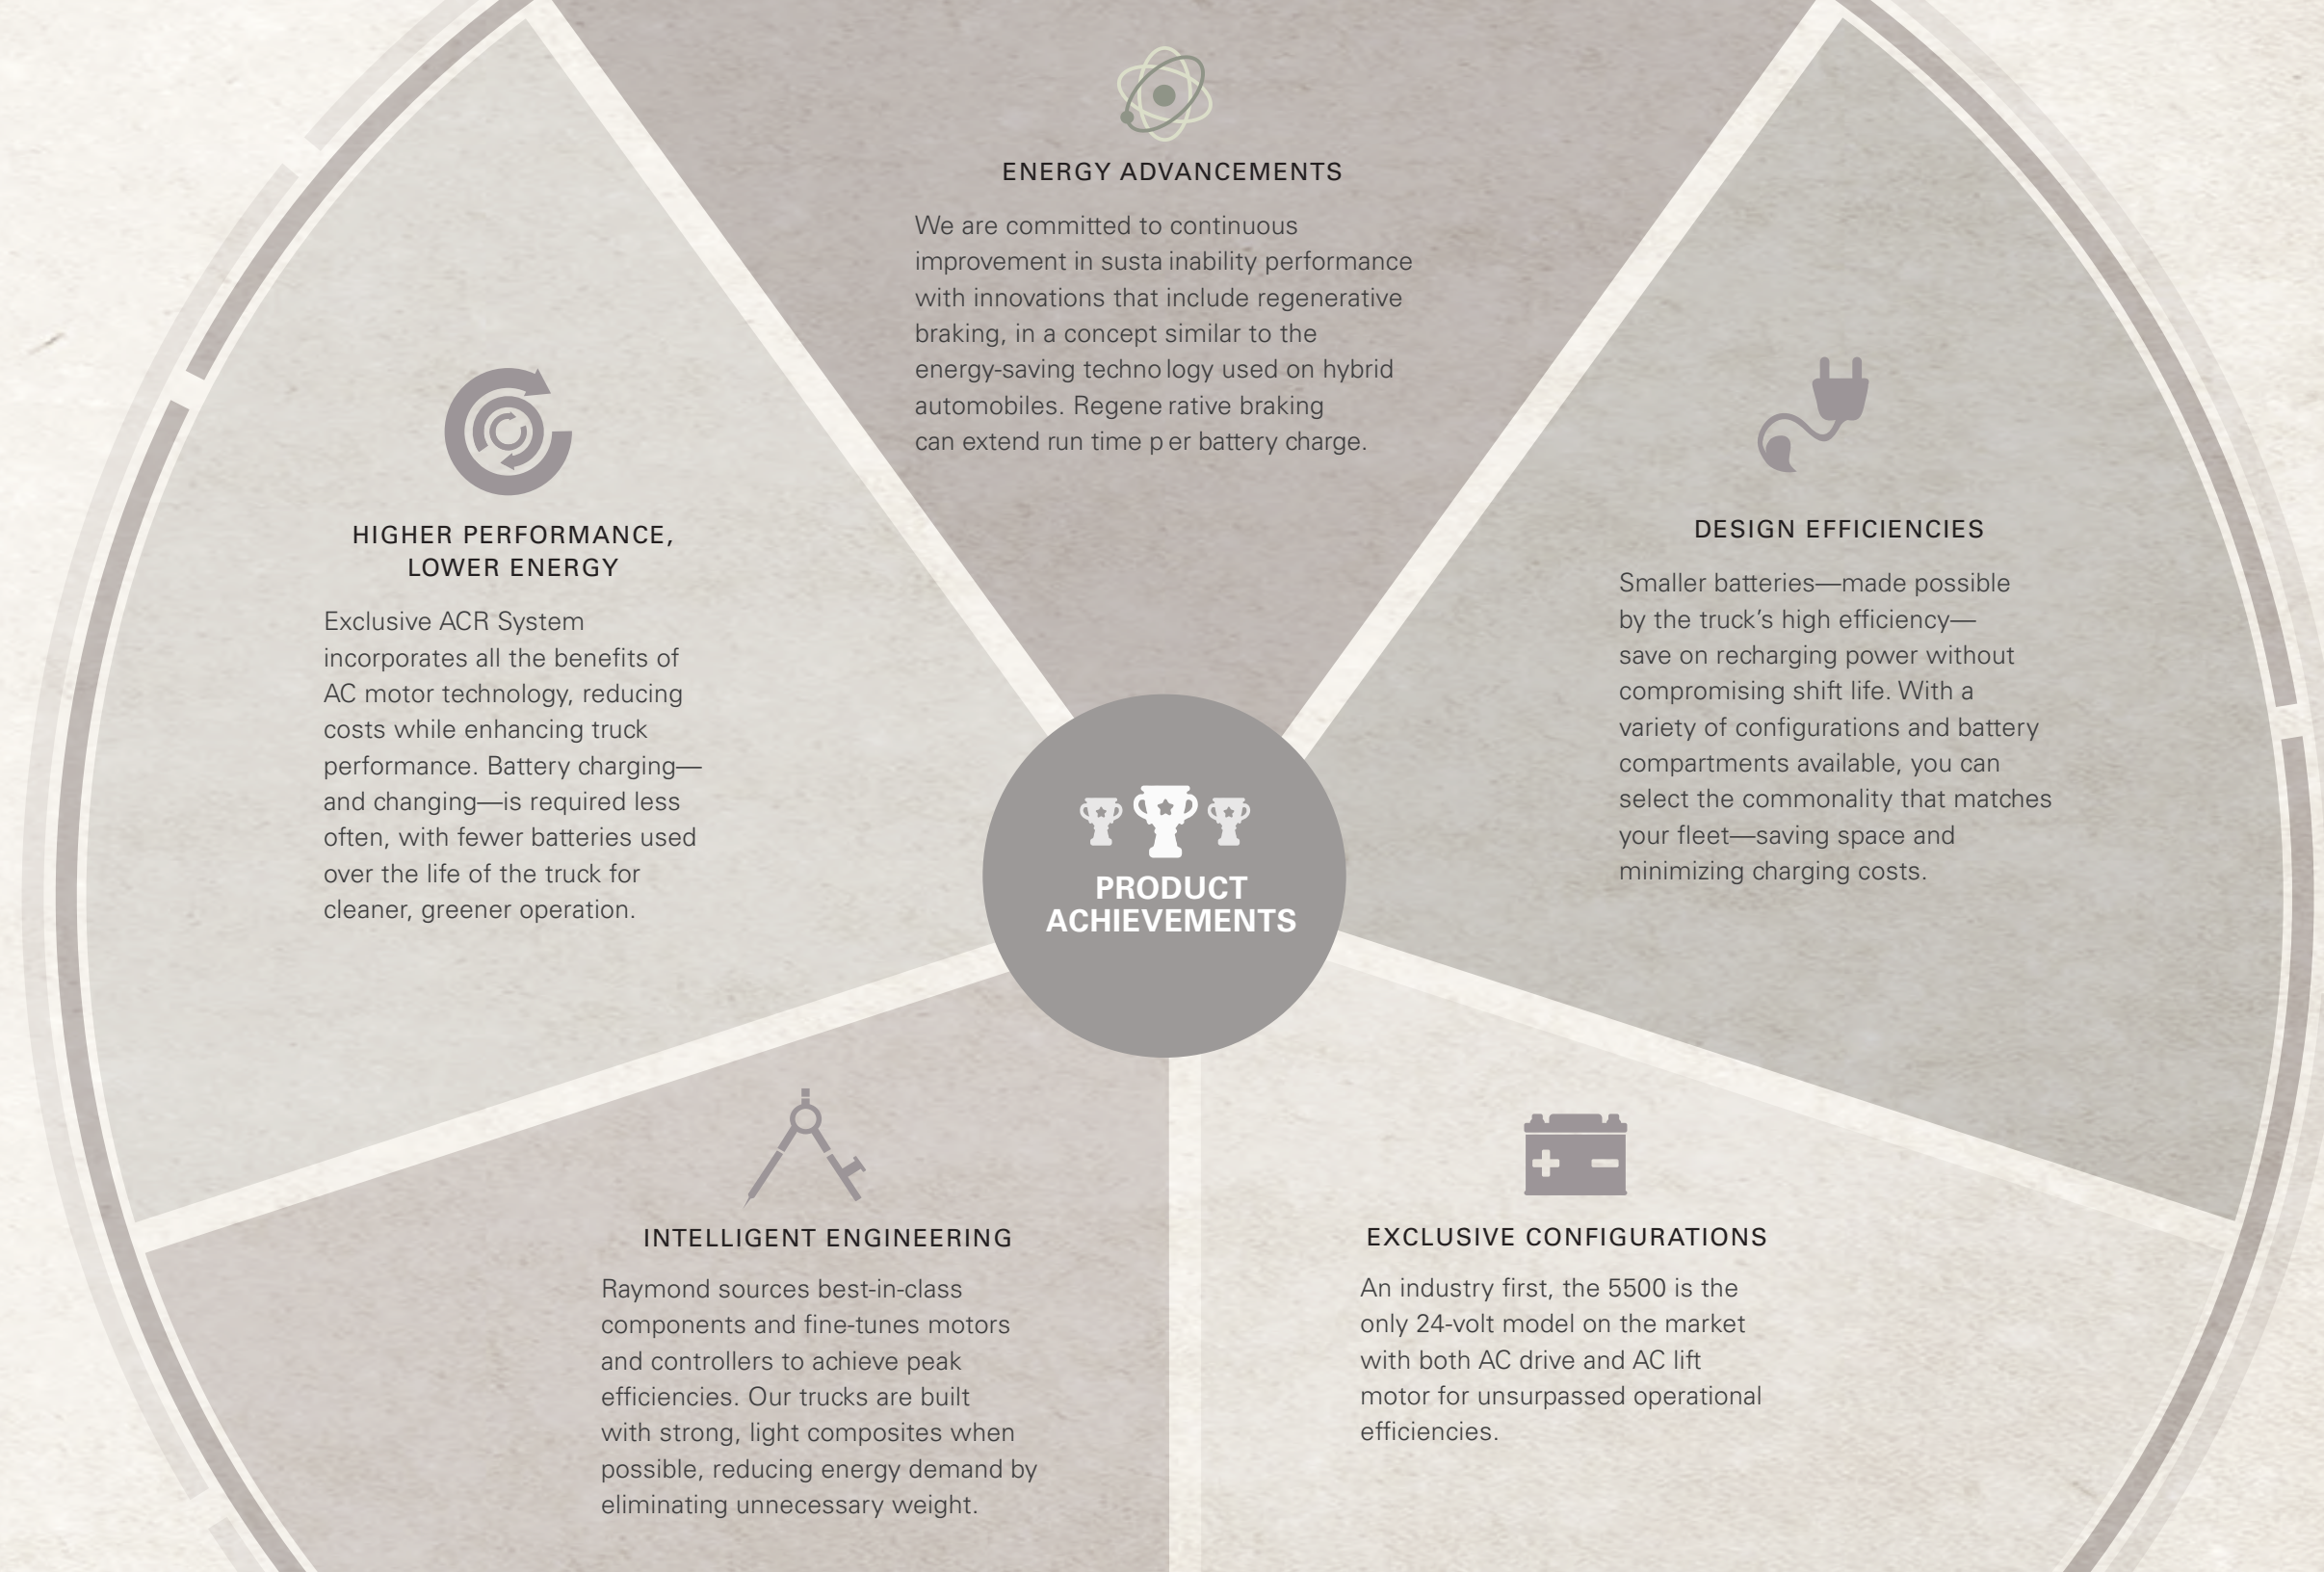 ENERGY ADVANCEMENTS
We are committed to continuous
improvement in susta inability performance
with innovations that include regenerative
braking, in a concept similar to the
energy-saving techno logy used on hybrid
automobiles. Regene rative braking
can extend run time p er battery charge.
HIGHER PERFORMANCE,
LOWER ENERGY
Exclusive ACR System
incorporates all the benefits of
AC motor technology, reducing
costs while enhancing truck
performance. Battery charging—
and changing—is required less
often, with fewer batteries used
over the life of the truck for
cleaner, greener operation.
DESIGN EFFICIENCIES
Smaller batteries—made possible
by the truck’s high efficiency—
save on recharging power without
compromising shift life. With a
variety of configurations and battery
compartments available, you can
select the commonality that matches
your fleet—saving space and
minimizing charging costs.
PRODUCT
ACHIEVEMENTS
INTELLIGENT ENGINEERING
Raymond sources best-in-class
components and fine-tunes motors
and controllers to achieve peak
efficiencies. Our trucks are built
with strong, light composites when
possible, reducing energy demand by
eliminating unnecessary weight.
EXCLUSIVE CONFIGURATIONS
An industry first, the 5500 is the
only 24-volt model on the market
with both AC drive and AC lift
motor for unsurpassed operational
efficiencies.